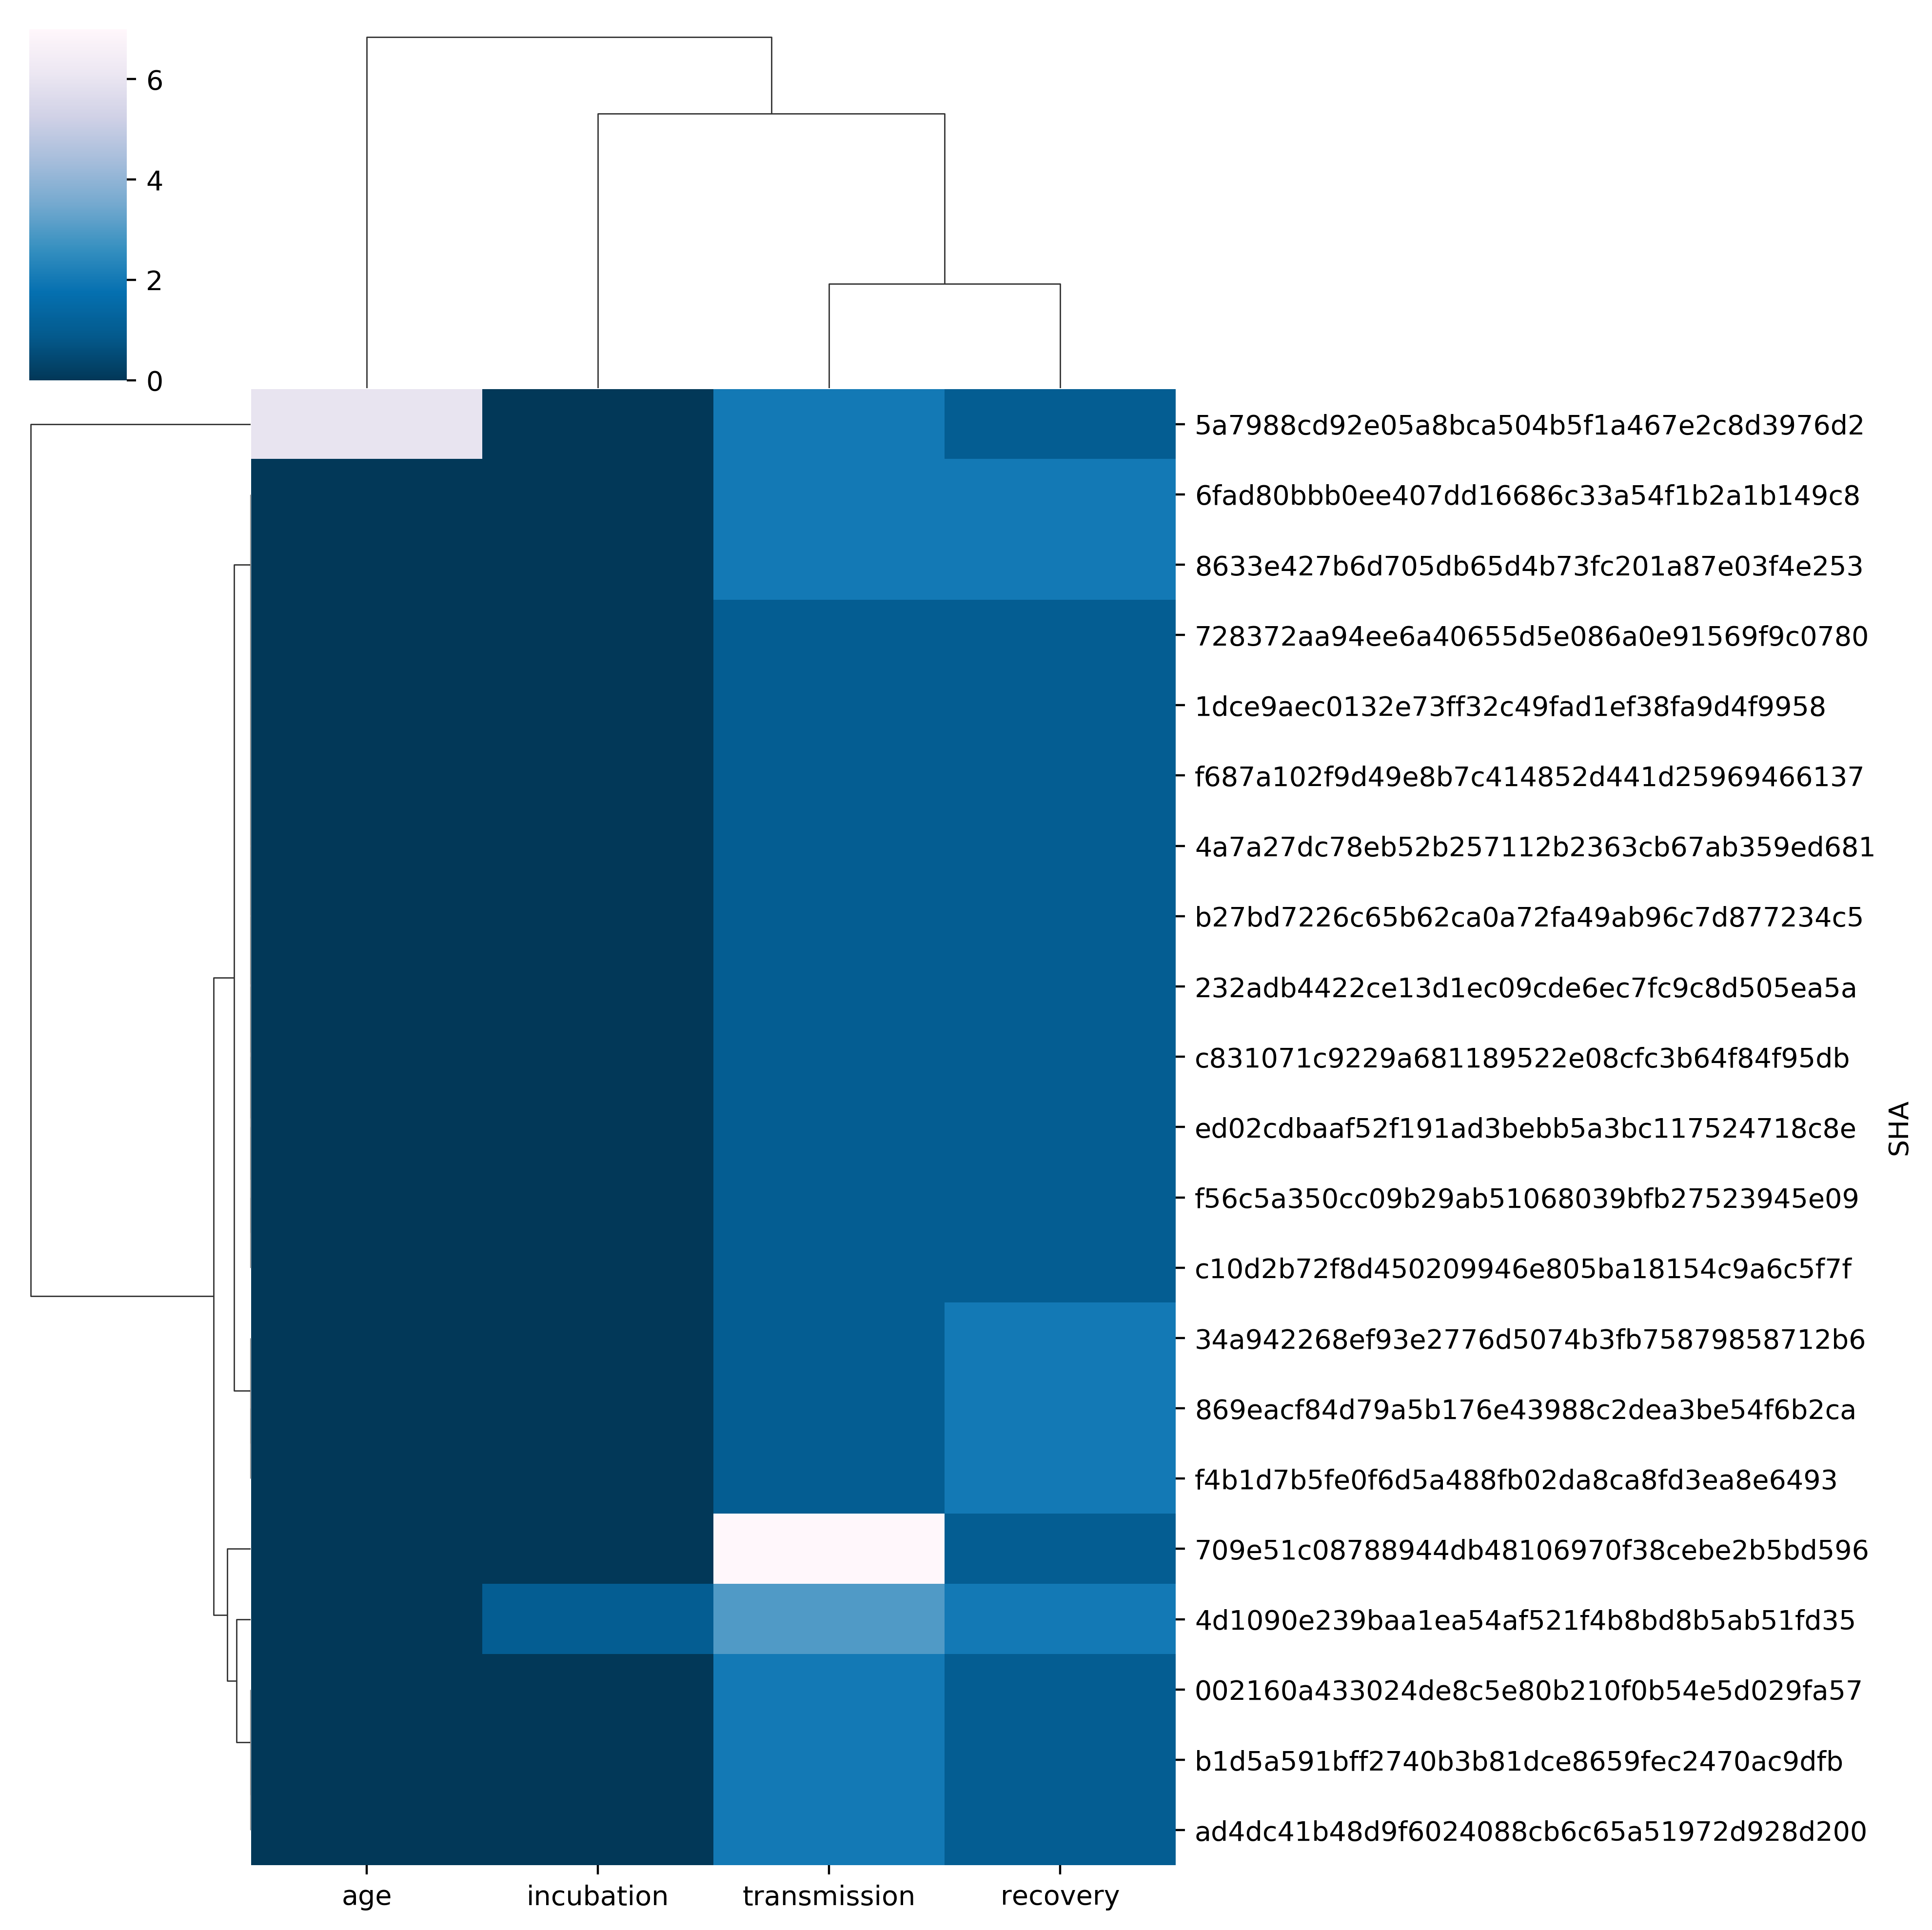 6
4
2
0
5a7988cd92e05a8bca504b5f1a467e2c8d3976d2
6fad80bbb0ee407dd16686c33a54f1b2a1b149c8
8633e427b6d705db65d4b73fc201a87e03f4e253
728372aa94ee6a40655d5e086a0e91569f9c0780
1dce9aec0132e73ff32c49fad1ef38fa9d4f9958
f687a102f9d49e8b7c414852d441d25969466137
4a7a27dc78eb52b257112b2363cb67ab359ed681
b27bd7226c65b62ca0a72fa49ab96c7d877234c5
232adb4422ce13d1ec09cde6ec7fc9c8d505ea5a
c831071c9229a681189522e08cfc3b64f84f95db
ed02cdbaaf52f191ad3bebb5a3bc117524718c8e
f56c5a350cc09b29ab51068039bfb27523945e09
c10d2b72f8d450209946e805ba18154c9a6c5f7f
34a942268ef93e2776d5074b3fb75879858712b6
869eacf84d79a5b176e43988c2dea3be54f6b2ca
f4b1d7b5fe0f6d5a488fb02da8ca8fd3ea8e6493
709e51c08788944db48106970f38cebe2b5bd596
4d1090e239baa1ea54af521f4b8bd8b5ab51fd35
002160a433024de8c5e80b210f0b54e5d029fa57
b1d5a591bff2740b3b81dce8659fec2470ac9dfb
ad4dc41b48d9f6024088cb6c65a51972d928d200
SHA
age incubation transmission recovery